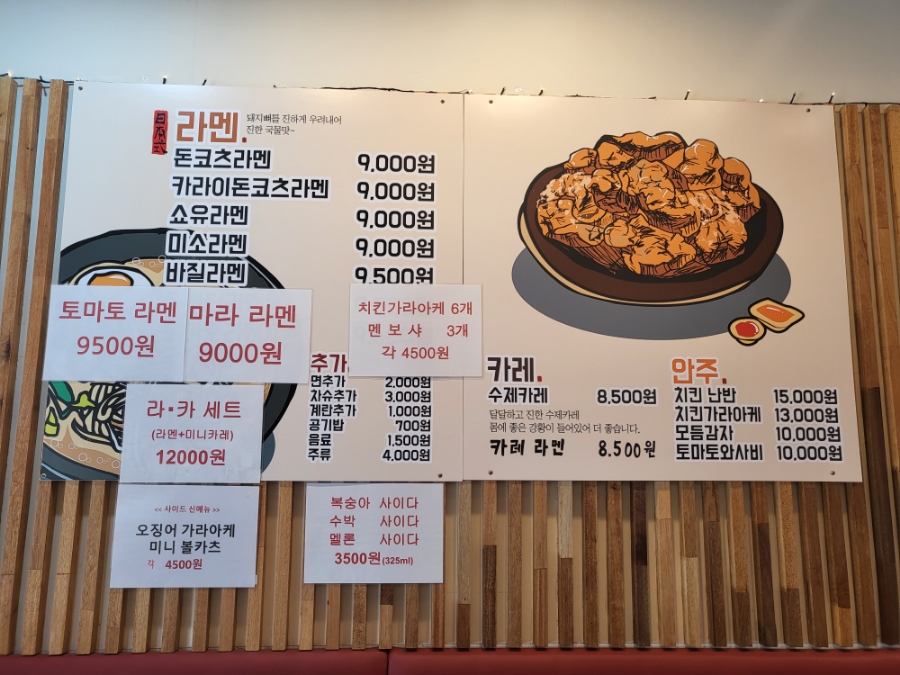 日本式
라멘.
돼지뼈를 진하게 우려내어
진한 국물맛~
돈코츠라멘 9,000원
카라이돈코츠라멘 9,000원
쇼유라멘 9,000원
미소라멘 9,000원
바질라멘 9,500원
토마토 라멘
9500원
마라 라멘
9000원
치킨가라아케 6개
멘보샤 3개
각 4500원
추가
면추가 2,000원
차슈추가 3,000원
계란추가 1,000원
공기밥 700원
음료 1,500원
주류 4,000원
라·카 세트
(라멘+미니카레)
12000원
<< 사이드 신메뉴 >>
오징어 가라아케
미니 볼카츠
각 4500원
복숭아 사이다
수박 사이다
멜론 사이다
3500원(325ml)
카레.
수제카레 8,500원
달달하고 진한 수제카레
몸에 좋은 강황이 들어있어 더 좋습니다.
카레 라멘 8.500원
안주.
치킨 난반 15,000원
치킨가라아케 13,000원
모듬감자 10,000원
토마토와사비 10,000원